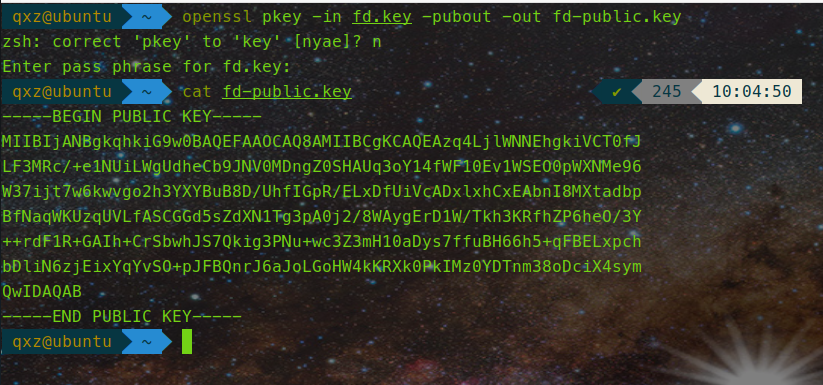 qxz@ubuntu ~ openssl pkey -in fd.key -pubout -out fd-public.key
zsh: correct 'pkey' to 'key' [nyae]? n
Enter pass phrase for fd.key:
qxz@ubuntu ~ cat fd-public.key ✔ 245 10:04:50
-----BEGIN PUBLIC KEY-----
MIIBIjANBgkqhkiG9w0BAQEFAAOCAQ8AMIIBCgKCAQEAzq4LjlWNNEhgkiVCT0fJ
LF3MRc/+e1NUiLWgUdheCb9JNV0MDngZ0SHAUq3oY14fWF10Ev1WSEO0pWXNMe96
W37ijt7w6kwvgo2h3YXYBuB8D/UhfIGpR/ELxDfUiVcADxlxhCxEAbnI8MXtadbp
BfNaqWKUzqUVLfASCGGd5sZdXN1Tg3pA0j2/8WAygErD1W/Tkh3KRfhZP6heO/3Y
++rdF1R+GAIh+CrSbwhJS7Qkig3PNu+wc3Z3mH10aDys7ffuBH66h5+qFBELxpch
bDliN6zjEixYqYvSO+pJFBQnrJ6aJoLGoHW4kKRXk0PkIMz0YDTnm38oDciX4sym
QwIDAQAB
-----END PUBLIC KEY-----
qxz@ubuntu ~